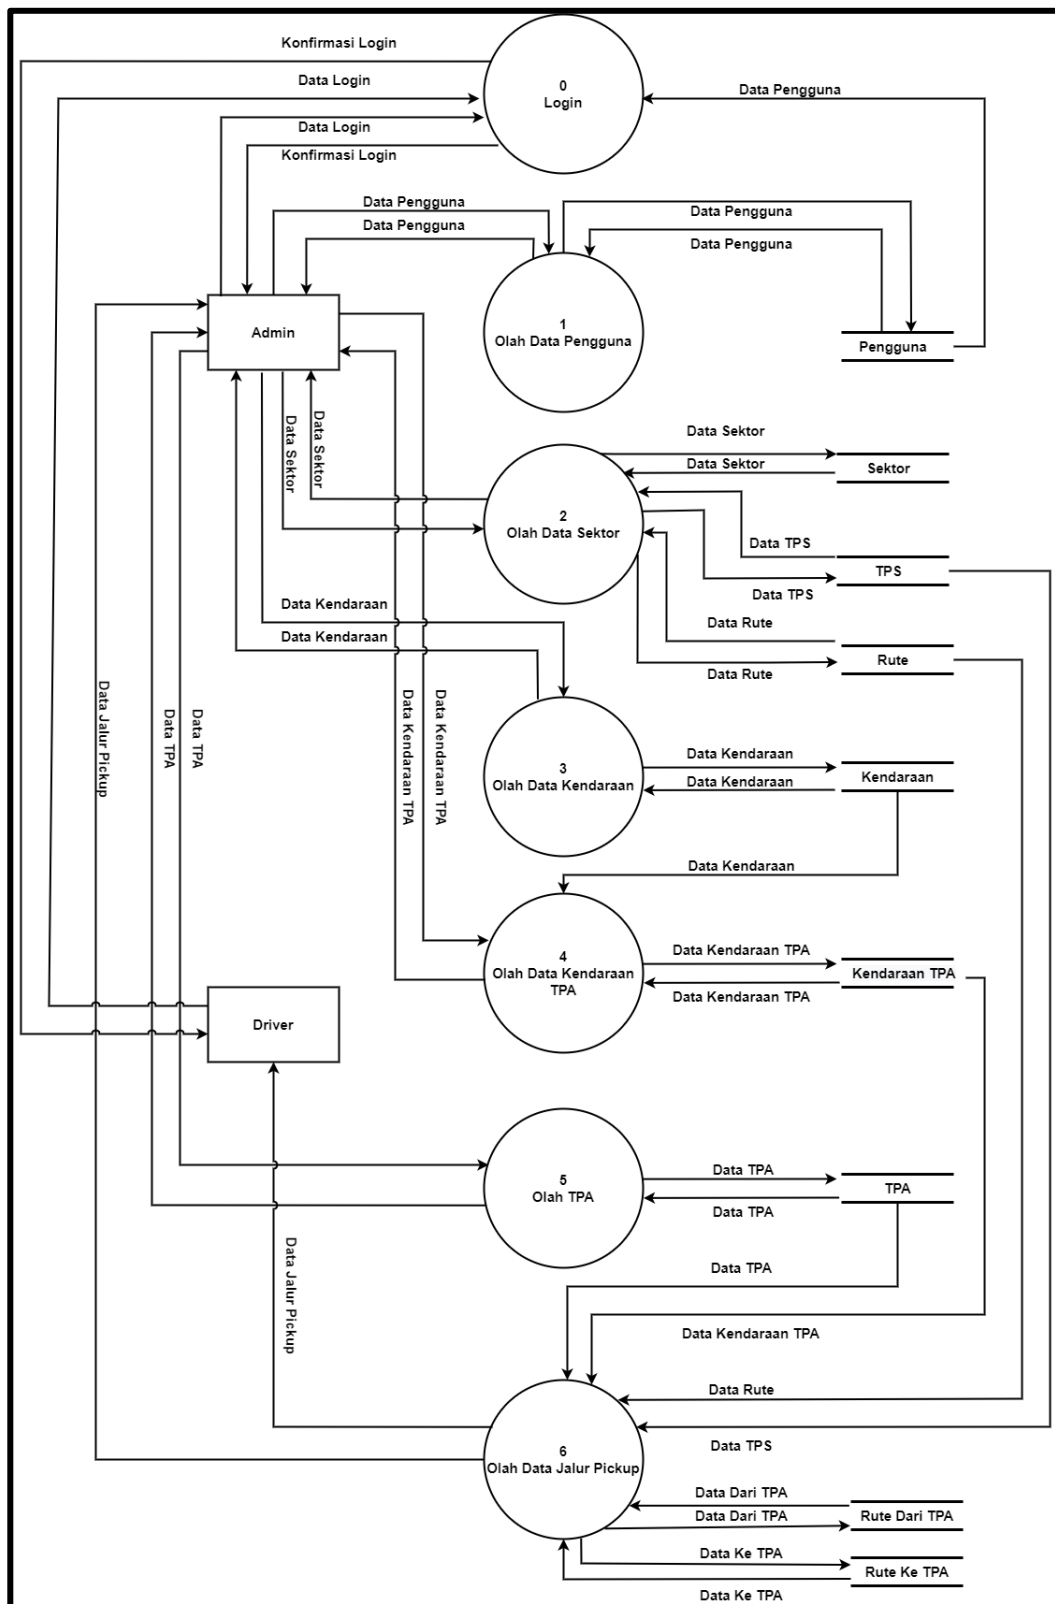 Konfirmasi Login
0
Login
Data Login
Data Pengguna
Data Login
Konfirmasi Login
Data Pengguna
Data Pengguna
Data Pengguna
Data Pengguna
Admin
1
Olah Data Pengguna
Pengguna
Data Sektor
Data Sektor
Data Sektor
Data Sektor
Sektor
2
Olah Data Sektor
Data TPS
TPS
Data TPS
Data Kendaraan
Data Rute
Data Kendaraan
Rute
Data Rute
Data Jalur Pickup
Data TPA
Data TPA
Data Kendaraan TPA
Data Kendaraan TPA
3
Olah Data Kendaraan
Data Kendaraan
Data Kendaraan
Kendaraan
Data Kendaraan
4
Olah Data Kendaraan
TPA
Data Kendaraan TPA
Kendaraan TPA
Data Kendaraan TPA
Driver
5
Olah TPA
Data TPA
TPA
Data TPA
Data Jalur Pickup
Data TPA
Data Kendaraan TPA
Data Rute
Data TPS
6
Olah Data Jalur Pickup
Data Dari TPA
Data Dari TPA
Rute Dari TPA
Data Ke TPA
Rute Ke TPA
Data Ke TPA